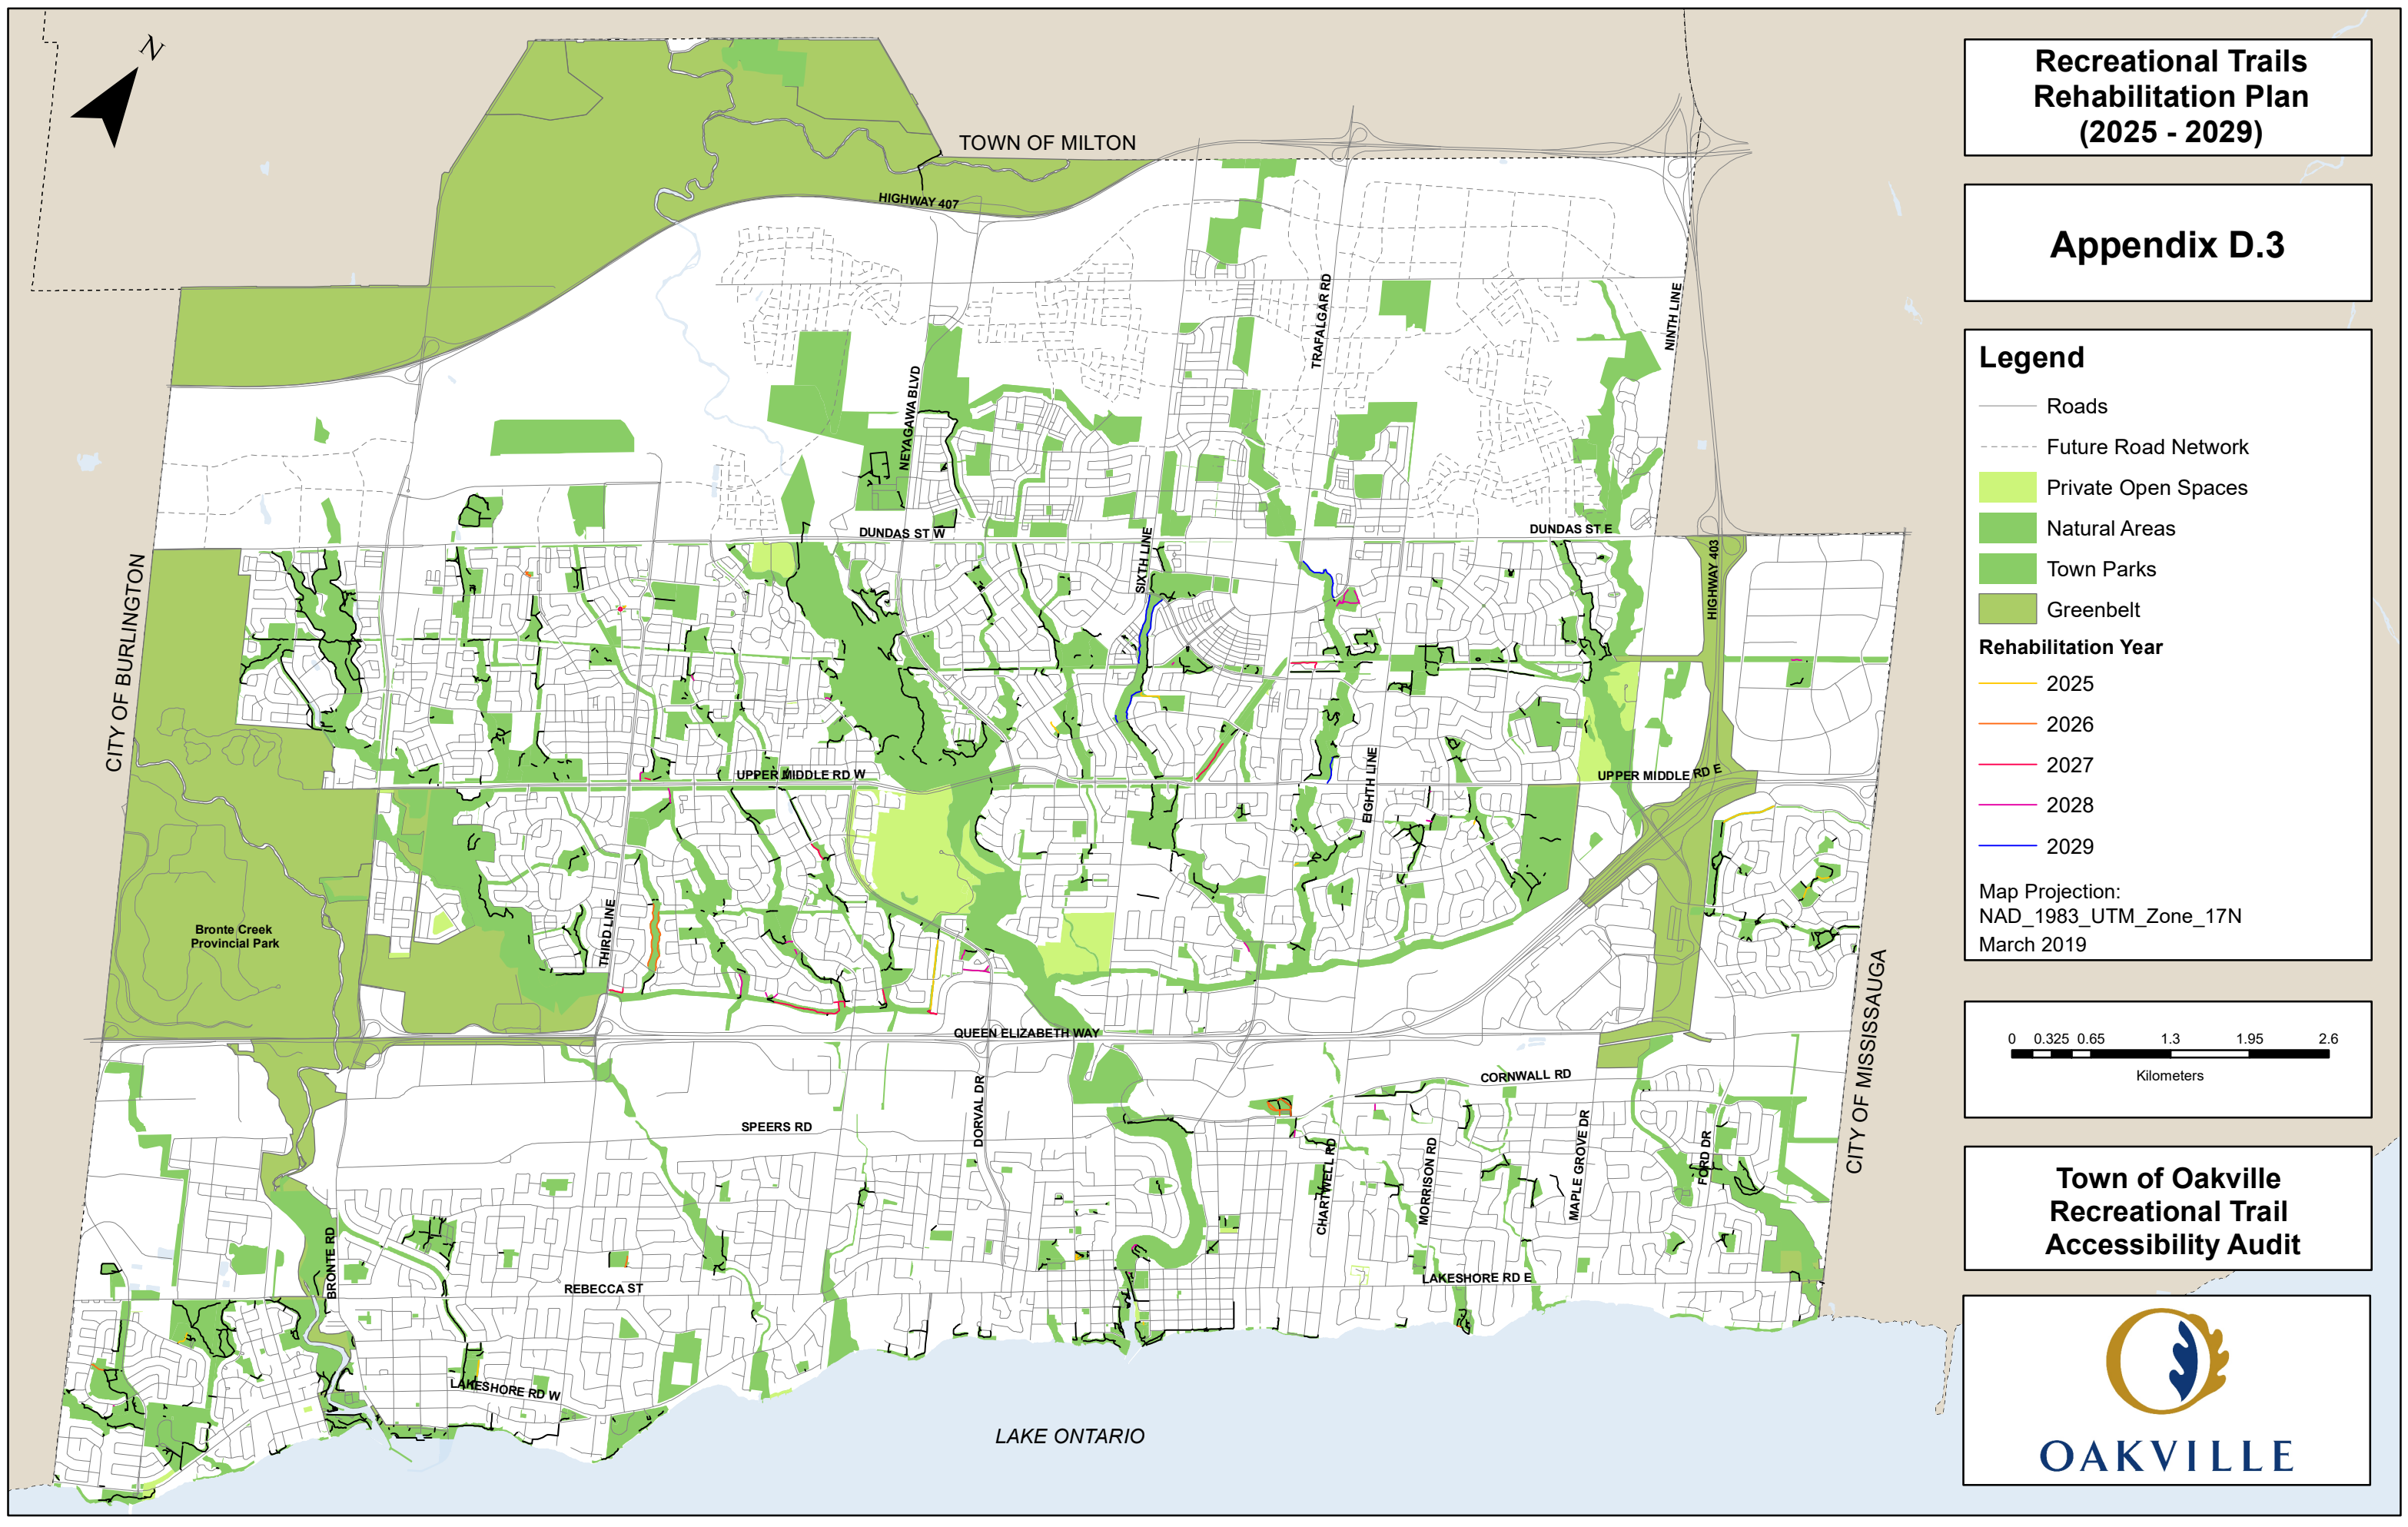 N
TOWN OF MILTON
HIGHWAY 407
TRAFALGAR RD
NINTH LINE
NEYAGAWA BLVD
DUNDAS ST W
SIXTH LINE
DUNDAS ST E
HIGHWAY 403
CITY OF BURLINGTON
UPPER MIDDLE RD W
EIGHTH LINE
UPPER MIDDLE RD E
Bronte Creek
Provincial Park
THIRD LINE
QUEEN ELIZABETH WAY
CITY OF MISSISSAUGA
CORNWALL RD
SPEERS RD
DORVAL DR
CHARTWELL RD
MORRISON RD
MAPLE GROVE DR
FORD DR
BRONTE RD
REBECCA ST
LAKESHORE RD E
LAKESHORE RD W
LAKE ONTARIO
Recreational Trails
Rehabilitation Plan
(2025 - 2029)
Appendix D.3
Legend
Roads
Future Road Network
Private Open Spaces
Natural Areas
Town Parks
Greenbelt
Rehabilitation Year
2025
2026
2027
2028
2029
Map Projection:
NAD_1983_UTM_Zone_17N
March 2019
0 0.325 0.65 1.3 1.95 2.6
Kilometers
Town of Oakville
Recreational Trail
Accessibility Audit
OAKVILLE